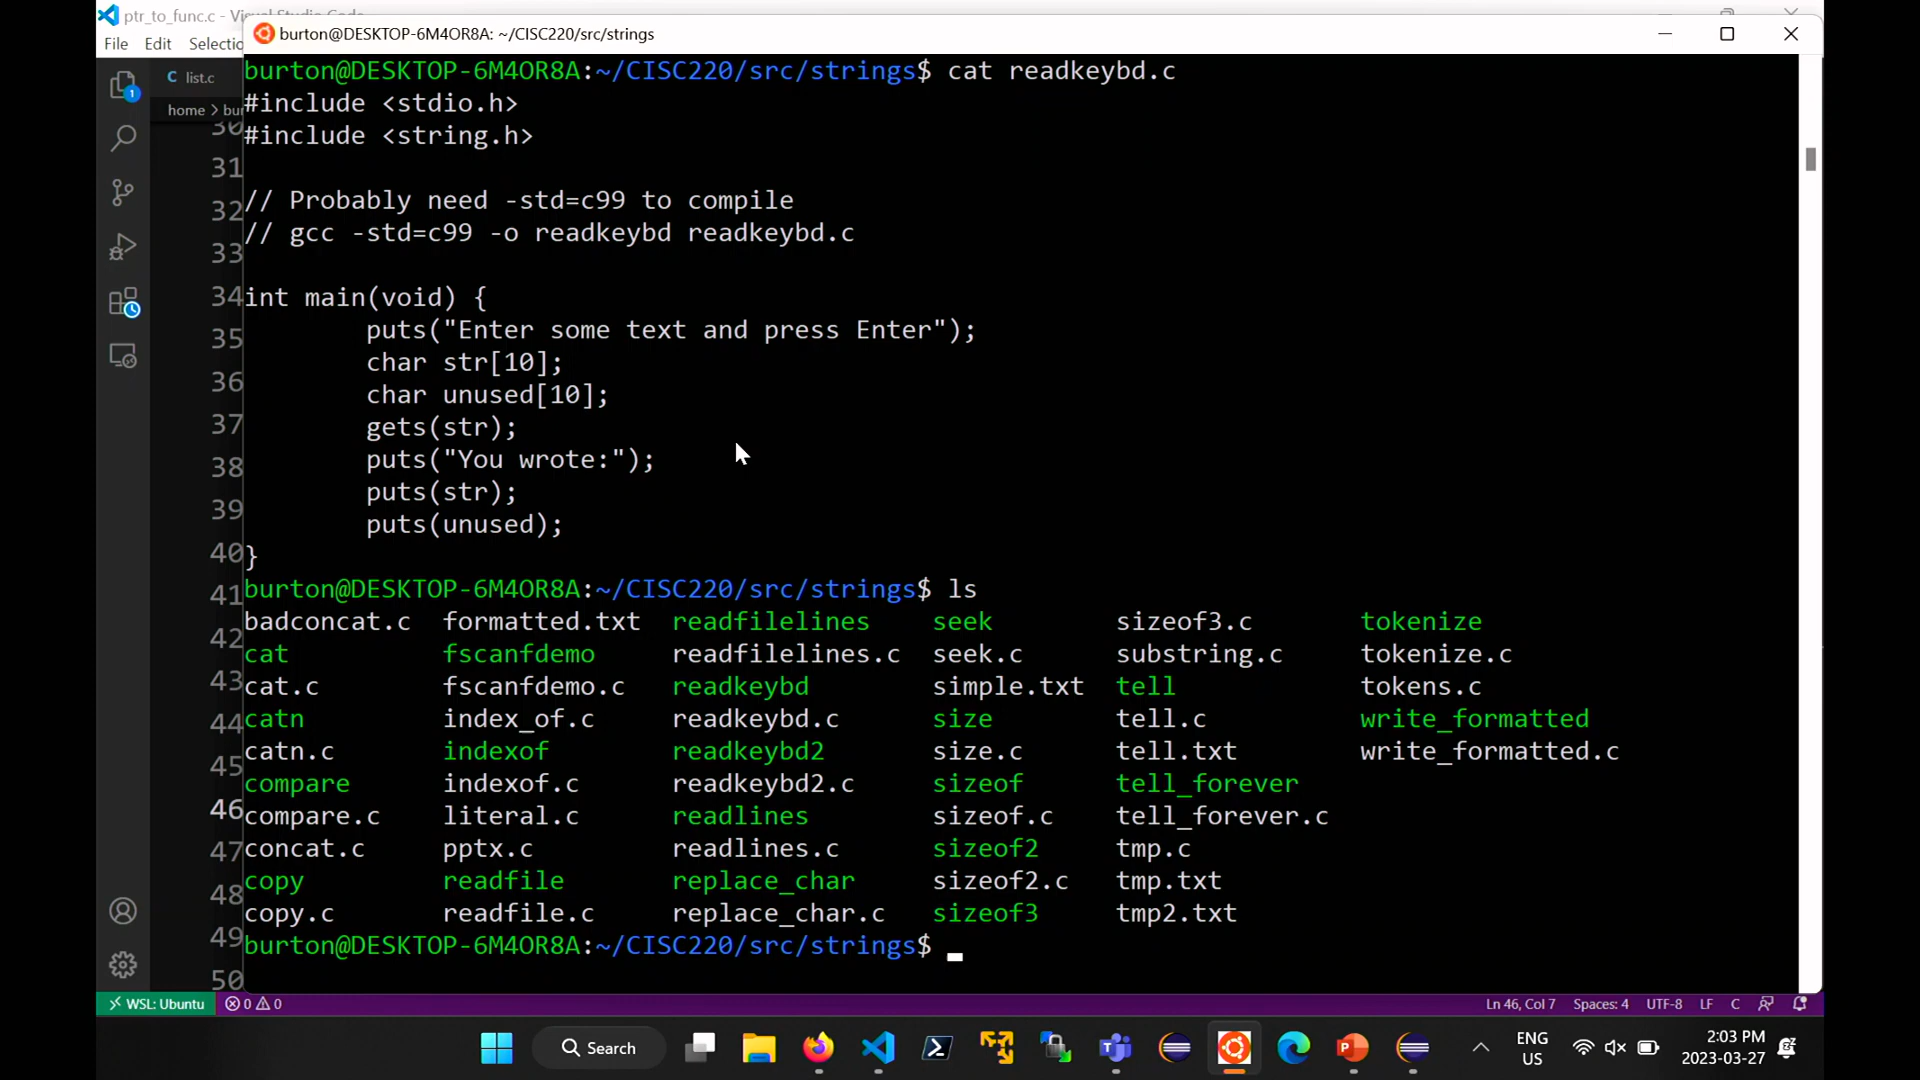 ptr_to_func.c - Visual Studio Code
File Edit Selectio
burton@DESKTOP-6M4OR8A: ~/CISC220/src/strings
list.c
home > bur
burton@DESKTOP-6M4OR8A:~/CISC220/src/strings$ cat readkeybd.c
#include <stdio.h>
#include <string.h>
// Probably need -std=c99 to compile
// gcc -std=c99 -o readkeybd readkeybd.c
int main(void) {
puts("Enter some text and press Enter");
char str[10];
char unused[10];
gets(str);
puts("You wrote:");
puts(str);
puts(unused);
}
burton@DESKTOP-6M4OR8A:~/CISC220/src/strings$ ls
badconcat.c formatted.txt readfilelines seek sizeof3.c tokenize
cat fscanfdemo readfilelines.c seek.c substring.c tokenize.c
cat.c fscanfdemo.c readkeybd simple.txt tell tokens.c
catn index_of.c readkeybd.c size tell.c write_formatted
catn.c indexof readkeybd2 size.c tell.txt write_formatted.c
compare indexof.c readkeybd2.c sizeof tell_forever
compare.c literal.c readlines sizeof.c tell_forever.c
concat.c pptx.c readlines.c sizeof2 tmp.c
copy readfile replace_char sizeof2.c tmp.txt
copy.c readfile.c replace_char.c sizeof3 tmp2.txt
burton@DESKTOP-6M4OR8A:~/CISC220/src/strings$
30
31
32
33
34
35
36
37
38
39
40
41
42
43
44
45
46
47
48
49
50
WSL: Ubuntu 0 0 Ln 46, Col 7 Spaces: 4 UTF-8 LF C
Search
ENG
US
2:03 PM
2023-03-27